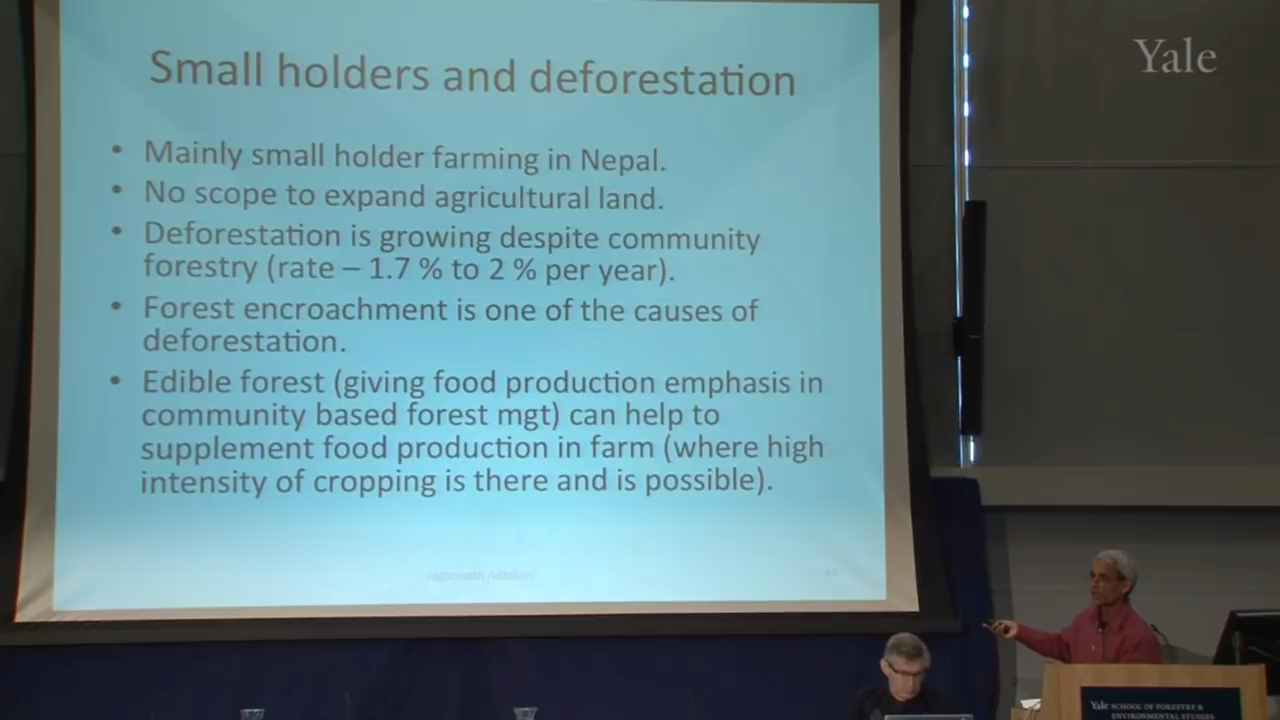 Yale
Small holders and deforestation
• Mainly small holder farming in Nepal.
• No scope to expand agricultural land.
• Deforestation is growing despite community
forestry (rate – 1.7 % to 2 % per year).
• Forest encroachment is one of the causes of
deforestation.
• Edible forest (giving food production emphasis in
community based forest mgt) can help to
supplement food production in farm (where high
intensity of cropping is there and is possible).
Jagannath Adhikari
Yale SCHOOL OF FORESTRY &
ENVIRONMENTAL STUDIES